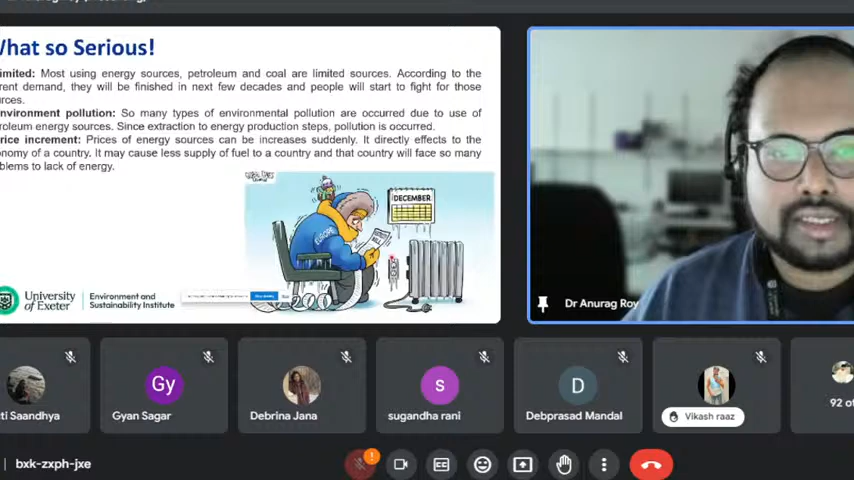 What so Serious!
imited: Most using energy sources, petroleum and coal are limited sources. According to the
rent demand, they will be finished in next few decades and people will start to fight for those
urces.
nvironment pollution: So many types of environmental pollution are occurred due to use of
roleum energy sources. Since extraction to energy production steps, pollution is occurred.
rice increment: Prices of energy sources can be increases suddenly. It directly effects to the
nomy of a country. It may cause less supply of fuel to a country and that country will face so many
blems to lack of energy.
DECEMBER
EUROPE
University of Exeter
Environment and Sustainability Institute
Dr Anurag Roy
ti Saandhya
Gy
Gyan Sagar
Debrina Jana
s
sugandha rani
D
Debprasad Mandal
Vikash raaz
92 of
bxk-zxph-jxe